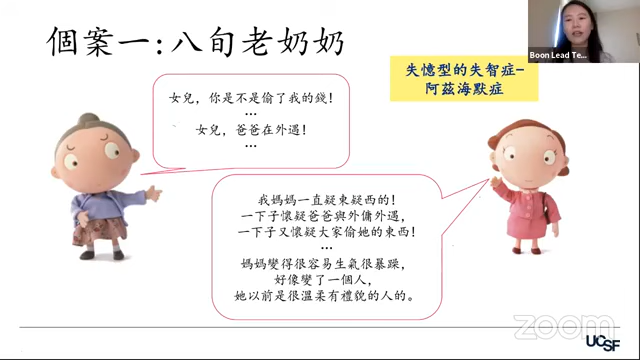 個案一:八旬老奶奶
Boon Lead Te...
失憶型的失智症-
阿茲海默症
女兒,你是不是偷了我的錢!
…
女兒,爸爸在外遇!
…
我媽媽一直疑東疑西的!
一下子懷疑爸爸與外傭外遇,
一下子又懷疑大家偷她的東西!
…
媽媽變得很容易生氣很暴躁,
好像變了一個人,
她以前是很溫柔有禮貌的人的。
zoom
UCSF